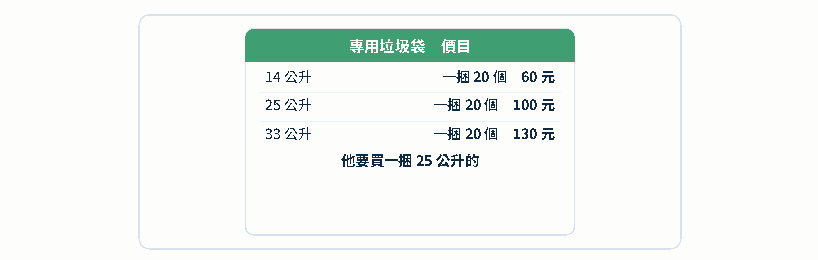 專用垃圾袋　價目
14 公升　一捆 20 個　60 元
25 公升　一捆 20 個　100 元
33 公升　一捆 20 個　130 元
他要買一捆 25 公升的